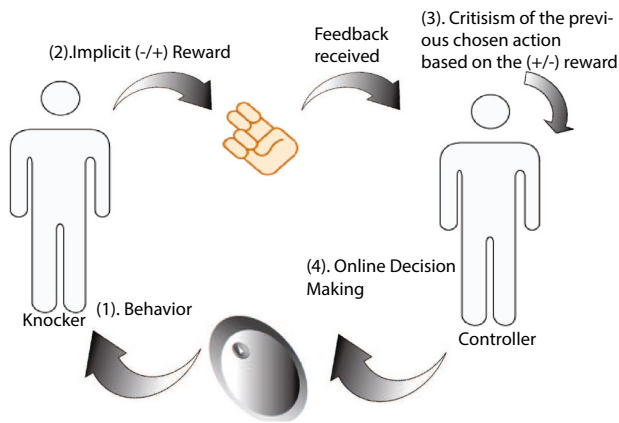 (2).Implicit (-/+) Reward
Feedback
received
(3). Critisism of the previ-
ous chosen action
based on the (+/-) reward
(4). Online Decision
Making
(1). Behavior
Knocker
Controller